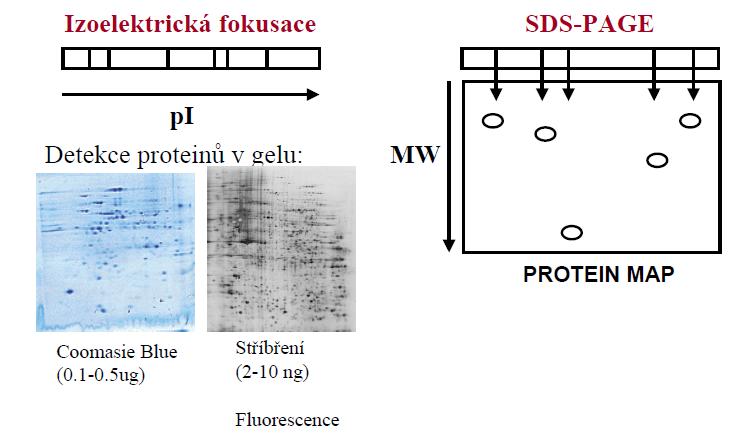 Izoelektrická fokusace
pI
Detekce proteinů v gelu:
Coomasie Blue
(0.1-0.5ug)
Stříbření
(2-10 ng)
Fluorescence
SDS-PAGE
MW
PROTEIN MAP